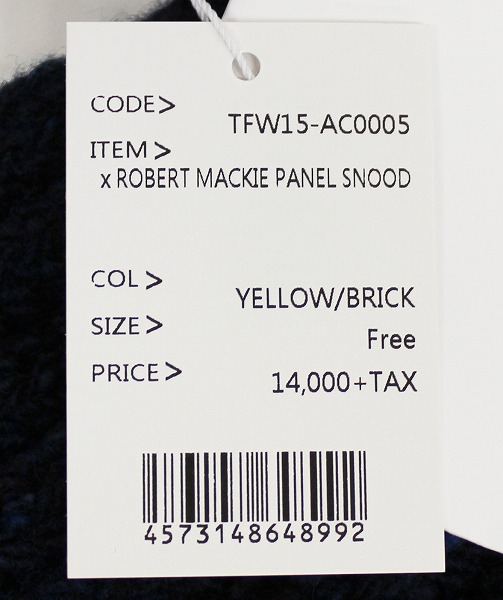 CODE> TFW15-AC0005
ITEM>
x ROBERT MACKIE PANEL SNOOD
COL> YELLOW/BRICK
SIZE> Free
PRICE> 14,000+TAX
4573148648992